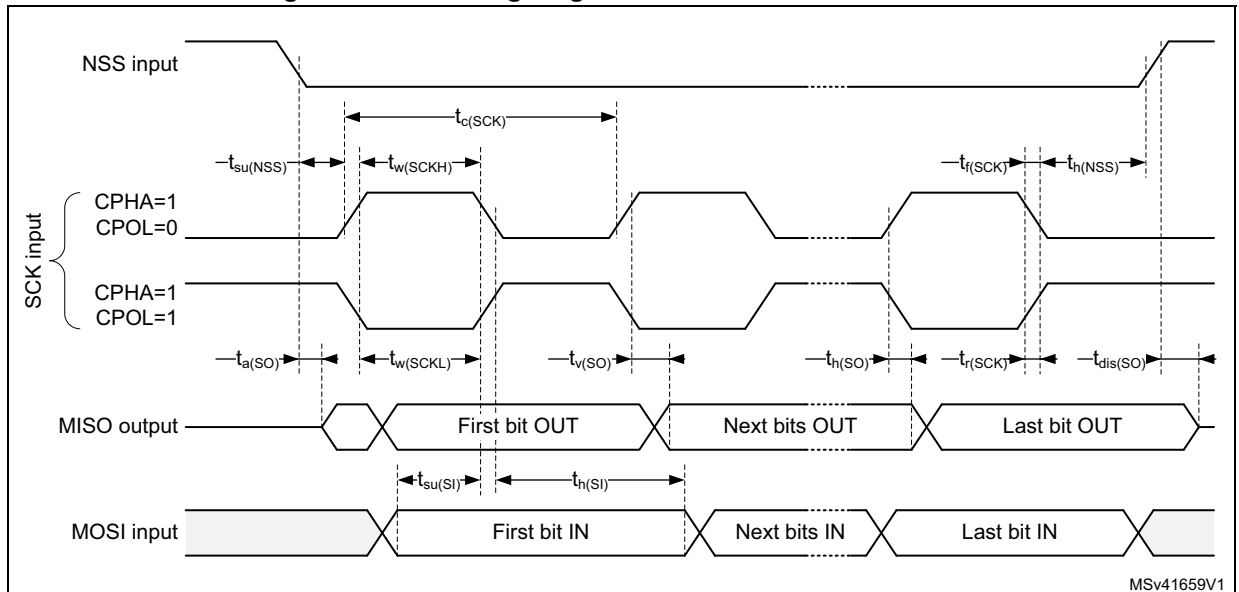 NSS input
tc(SCK)
tsu(NSS)
tw(SCKH)
tf(SCK)
th(NSS)
SCK input
CPHA=1
CPOL=0
CPHA=1
CPOL=1
ta(SO)
tw(SCKL)
tv(SO)
th(SO)
tr(SCK)
tdis(SO)
MISO output
First bit OUT
Next bits OUT
Last bit OUT
tsu(SI)
th(SI)
MOSI input
First bit IN
Next bits IN
Last bit IN
MSv41659V1